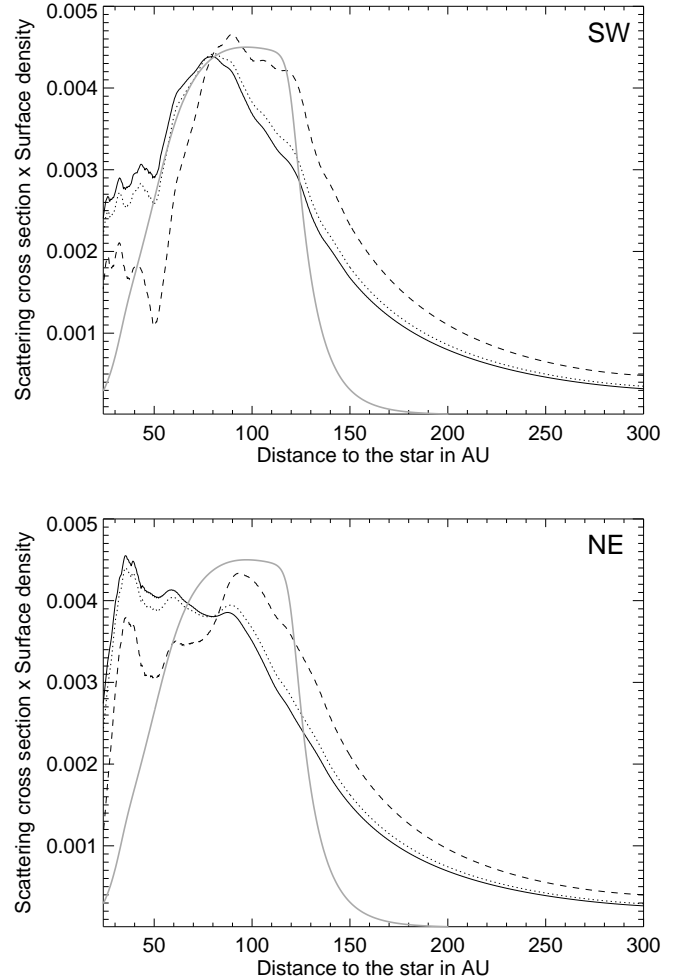 SW
0.005
0.004
0.003
0.002
0.001
Scattering cross section x Surface density
50 100 150 200 250 300
Distance to the star in AU
NE
0.005
0.004
0.003
0.002
0.001
Scattering cross section x Surface density
50 100 150 200 250 300
Distance to the star in AU